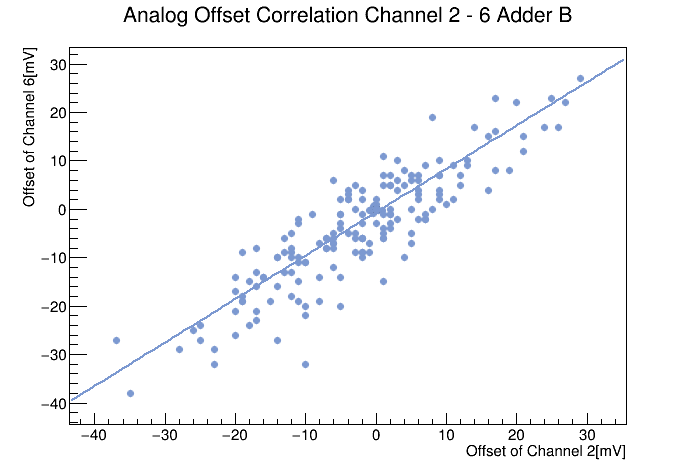 Analog Offset Correlation Channel 2 - 6 Adder B
Offset of Channel 6[mV]
30
20
10
0
−10
−20
−30
−40
−40 −30 −20 −10 0 10 20 30
Offset of Channel 2[mV]